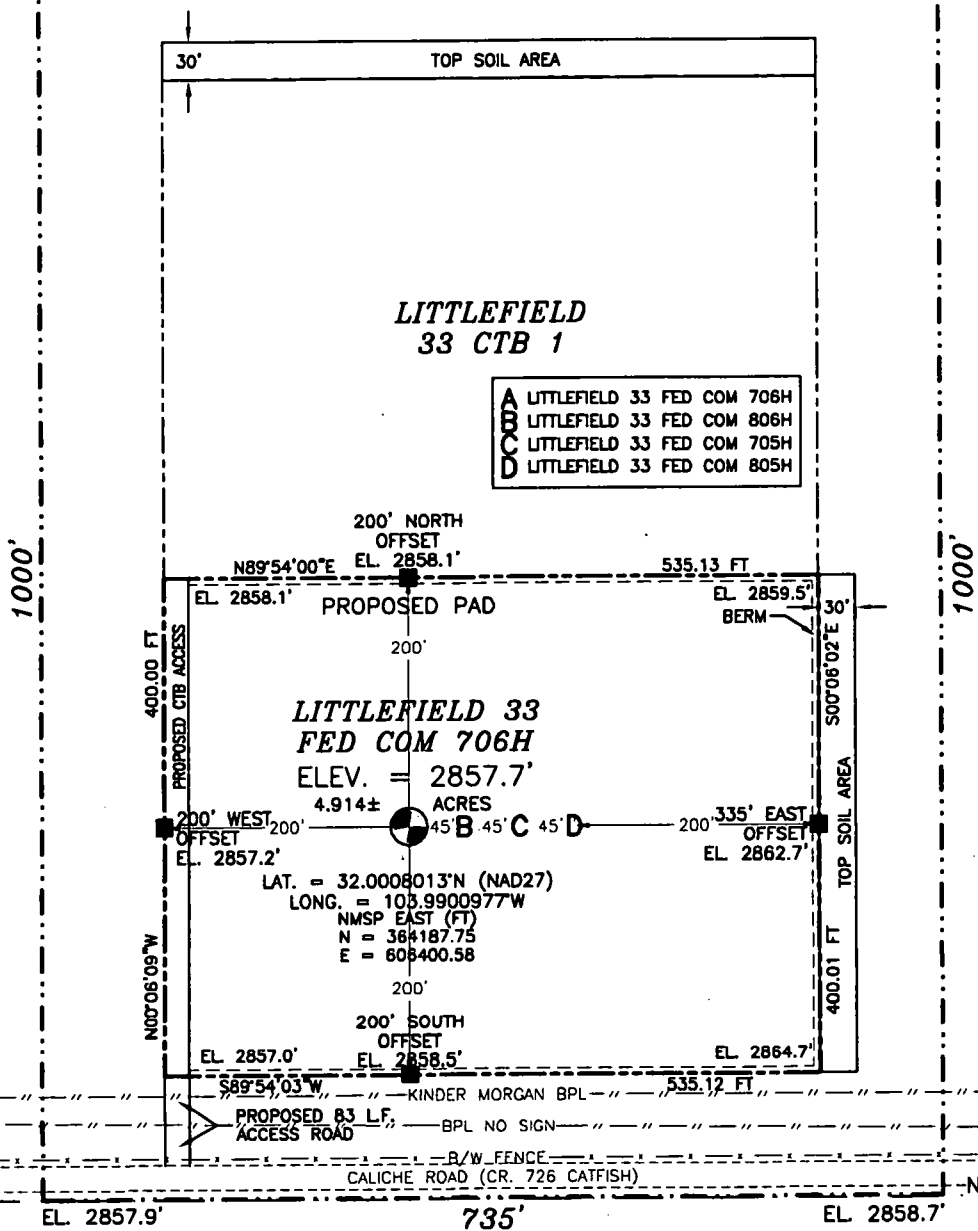 30'
TOP SOIL AREA
LITTLEFIELD
33 CTB 1
A LITTLEFIELD 33 FED COM 706H
B LITTLEFIELD 33 FED COM 806H
C LITTLEFIELD 33 FED COM 705H
D LITTLEFIELD 33 FED COM 805H
1000'
1000'
200' NORTH
OFFSET
EL. 2858.1'
N89°54'00"E
535.13 FT
EL. 2858.1'
PROPOSED PAD
EL. 2859.5'
30'
BERM
200'
400.00 FT
PROPOSED CTB ACCESS
S00°06'02"E
LITTLEFIELD 33
FED COM 706H
ELEV. = 2857.7'
4.914± ACRES
200' WEST
OFFSET
EL. 2857.2'
200'
45' B 45' C 45' D
200'
335' EAST
OFFSET
EL. 2862.7'
TOP SOIL AREA
LAT. = 32.0008013°N (NAD27)
LONG. = 103.9900977°W
NMSP EAST (FT)
N = 364187.75
E = 606400.58
N00°06'09"W
400.01 FT
200'
200' SOUTH
OFFSET
EL. 2858.5'
EL. 2857.0'
EL. 2864.7'
S89°54'03"W
535.12 FT
KINDER MORGAN BPL
PROPOSED 83 L.F.
ACCESS ROAD
BPL NO SIGN
B/W FENCE
CALICHE ROAD (CR. 726 CATFISH)
N
EL. 2857.9'
735'
EL. 2858.7'